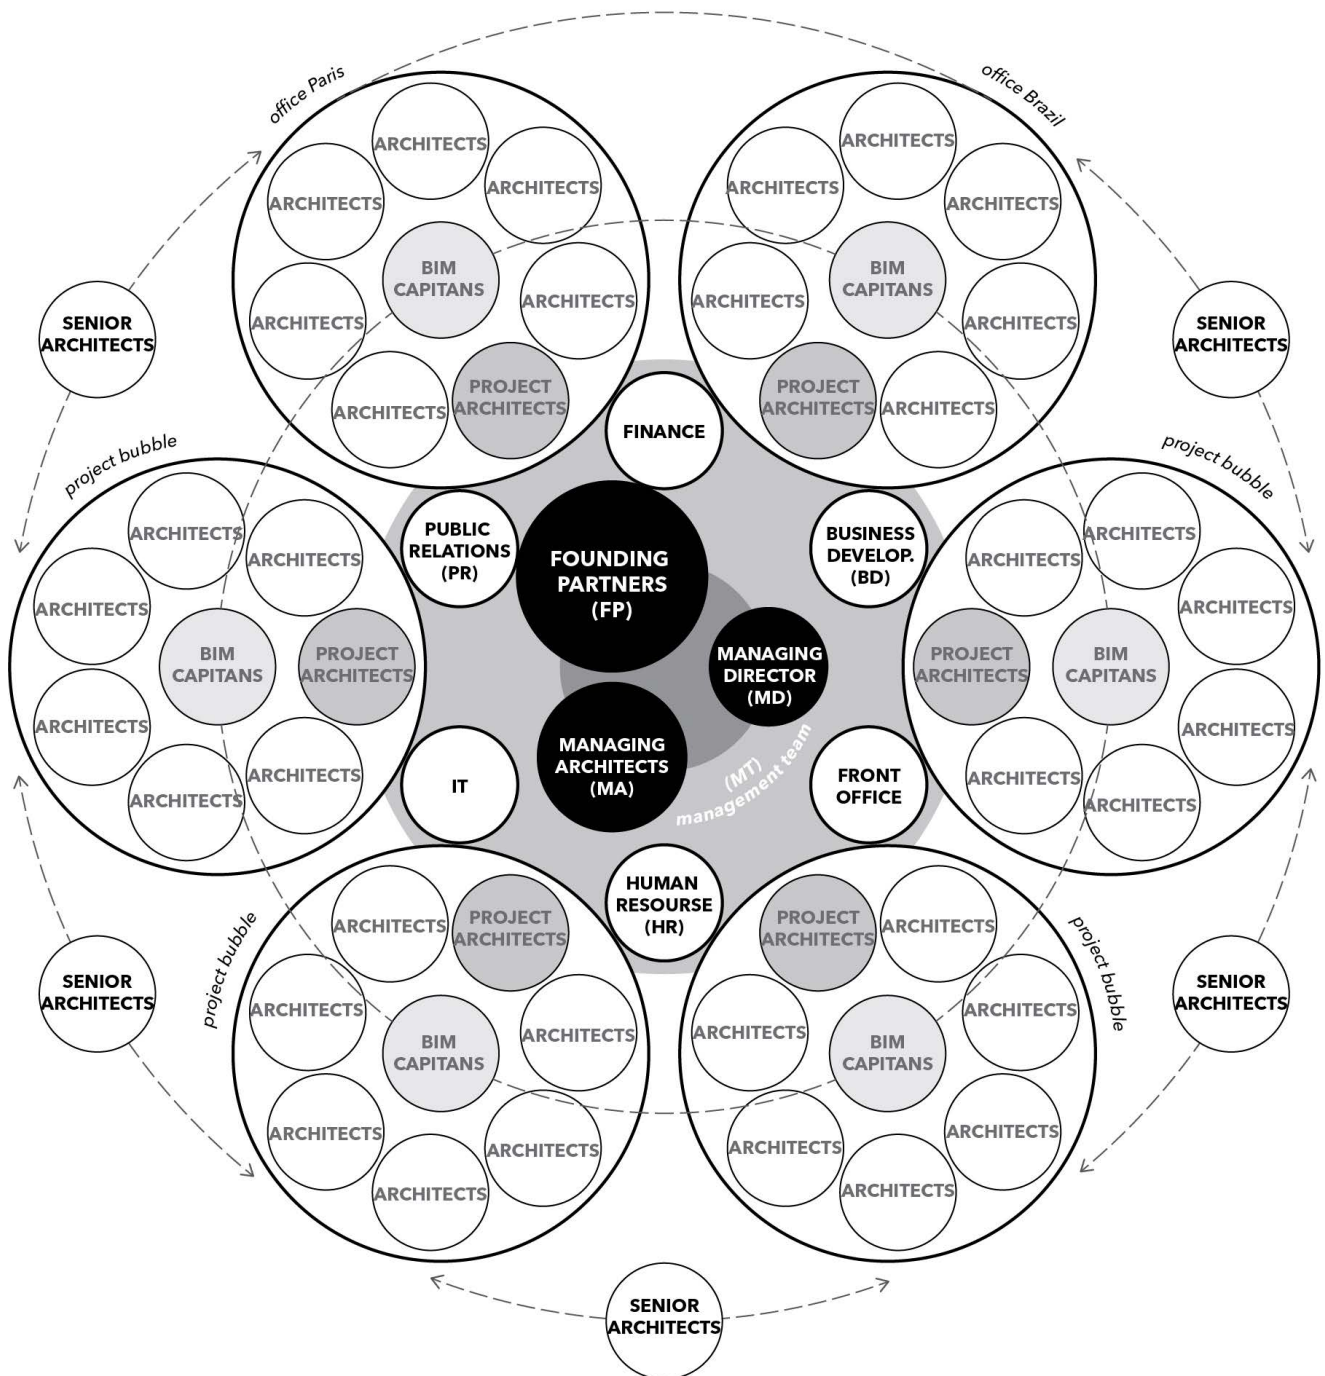 office Paris
ARCHITECTS
ARCHITECTS
ARCHITECTS
BIM
CAPITANS
ARCHITECTS
ARCHITECTS
PROJECT
ARCHITECTS
ARCHITECTS
office Brazil
ARCHITECTS
ARCHITECTS
ARCHITECTS
BIM
CAPITANS
ARCHITECTS
ARCHITECTS
PROJECT
ARCHITECTS
ARCHITECTS
SENIOR
ARCHITECTS
SENIOR
ARCHITECTS
FINANCE
PUBLIC
RELATIONS
(PR)
FOUNDING
PARTNERS
(FP)
BUSINESS
DEVELOP.
(BD)
MANAGING
DIRECTOR
(MD)
MANAGING
ARCHITECTS
(MA)
(MT)
management team
IT
FRONT
OFFICE
HUMAN
RESOURSE
(HR)
project bubble
ARCHITECTS
ARCHITECTS
ARCHITECTS
BIM
CAPITANS
PROJECT
ARCHITECTS
ARCHITECTS
ARCHITECTS
ARCHITECTS
project bubble
ARCHITECTS
ARCHITECTS
ARCHITECTS
PROJECT
ARCHITECTS
BIM
CAPITANS
ARCHITECTS
ARCHITECTS
ARCHITECTS
SENIOR
ARCHITECTS
SENIOR
ARCHITECTS
project bubble
ARCHITECTS
PROJECT
ARCHITECTS
ARCHITECTS
ARCHITECTS
BIM
CAPITANS
ARCHITECTS
ARCHITECTS
ARCHITECTS
project bubble
PROJECT
ARCHITECTS
ARCHITECTS
ARCHITECTS
ARCHITECTS
BIM
CAPITANS
ARCHITECTS
ARCHITECTS
ARCHITECTS
SENIOR
ARCHITECTS